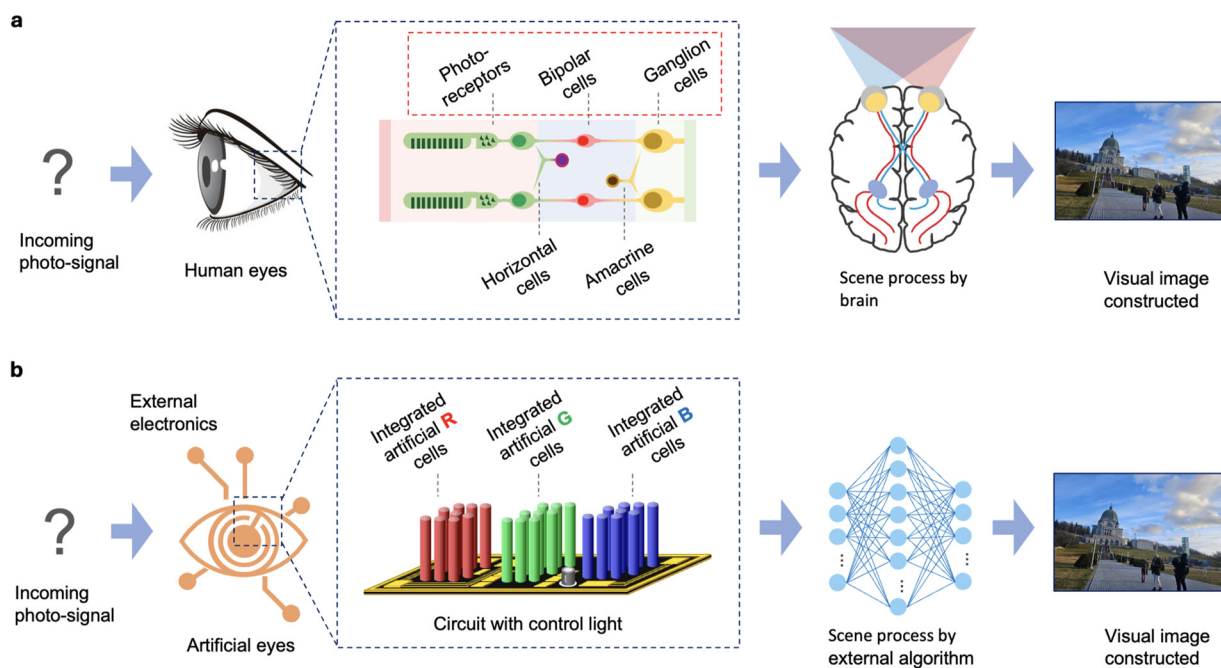 a
Photo-
receptors
Bipolar
cells
Ganglion
cells
?
Incoming
photo-signal
Human eyes
Horizontal
cells
Amacrine
cells
Scene process by
brain
Visual image
constructed
b
External
electronics
Integrated
artificial R
cells
Integrated
artificial G
cells
Integrated
artificial B
cells
?
Incoming
photo-signal
Artificial eyes
Circuit with control light
Scene process by
external algorithm
Visual image
constructed